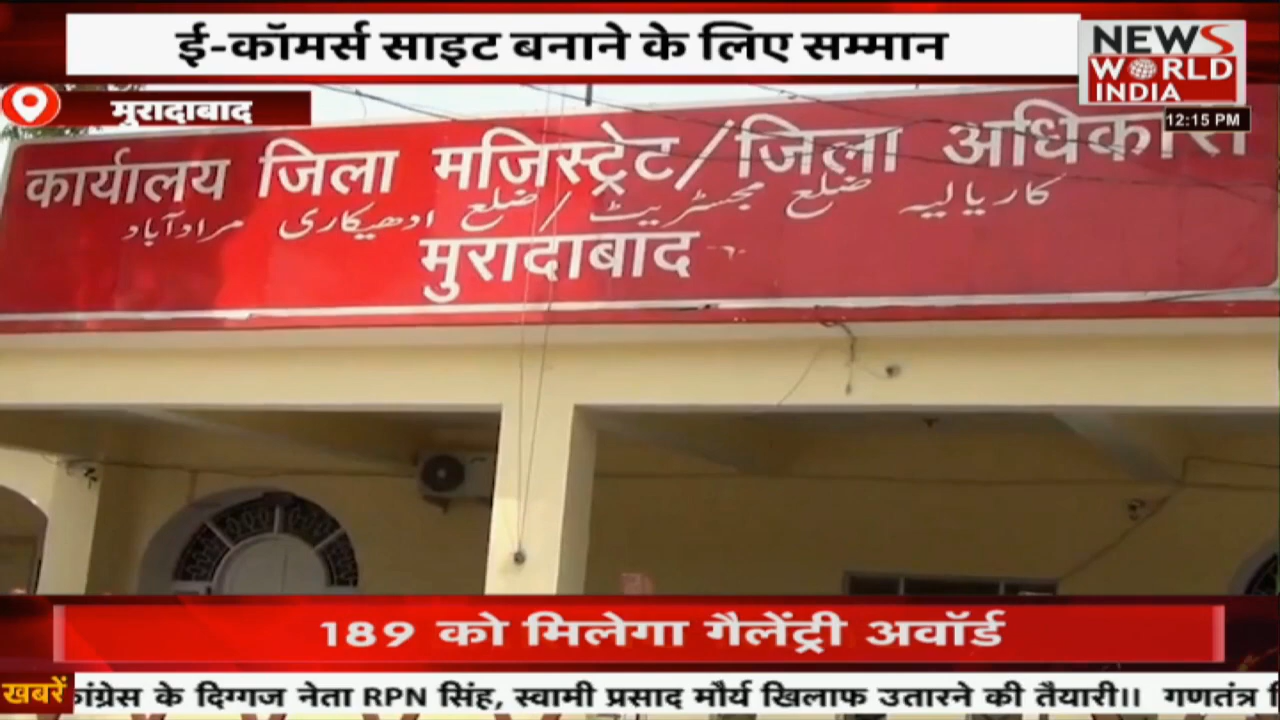 ई-कॉमर्स साइट बनाने के लिए सम्मान
NEWS
WORLD
INDIA
12:15 PM
मुरादाबाद
कार्यालय जिला मजिस्ट्रेट/जिला अधिकारी
کاریالیہ ضلع مجسٹریٹ/ضلع ادھیکاری مرادآباد
मुरादाबाद
189 को मिलेगा गैलेंट्री अवॉर्ड
खबरें
कांग्रेस के दिग्गज नेता RPN सिंह, स्वामी प्रसाद मौर्य खिलाफ उतारने की तैयारी।। गणतंत्र